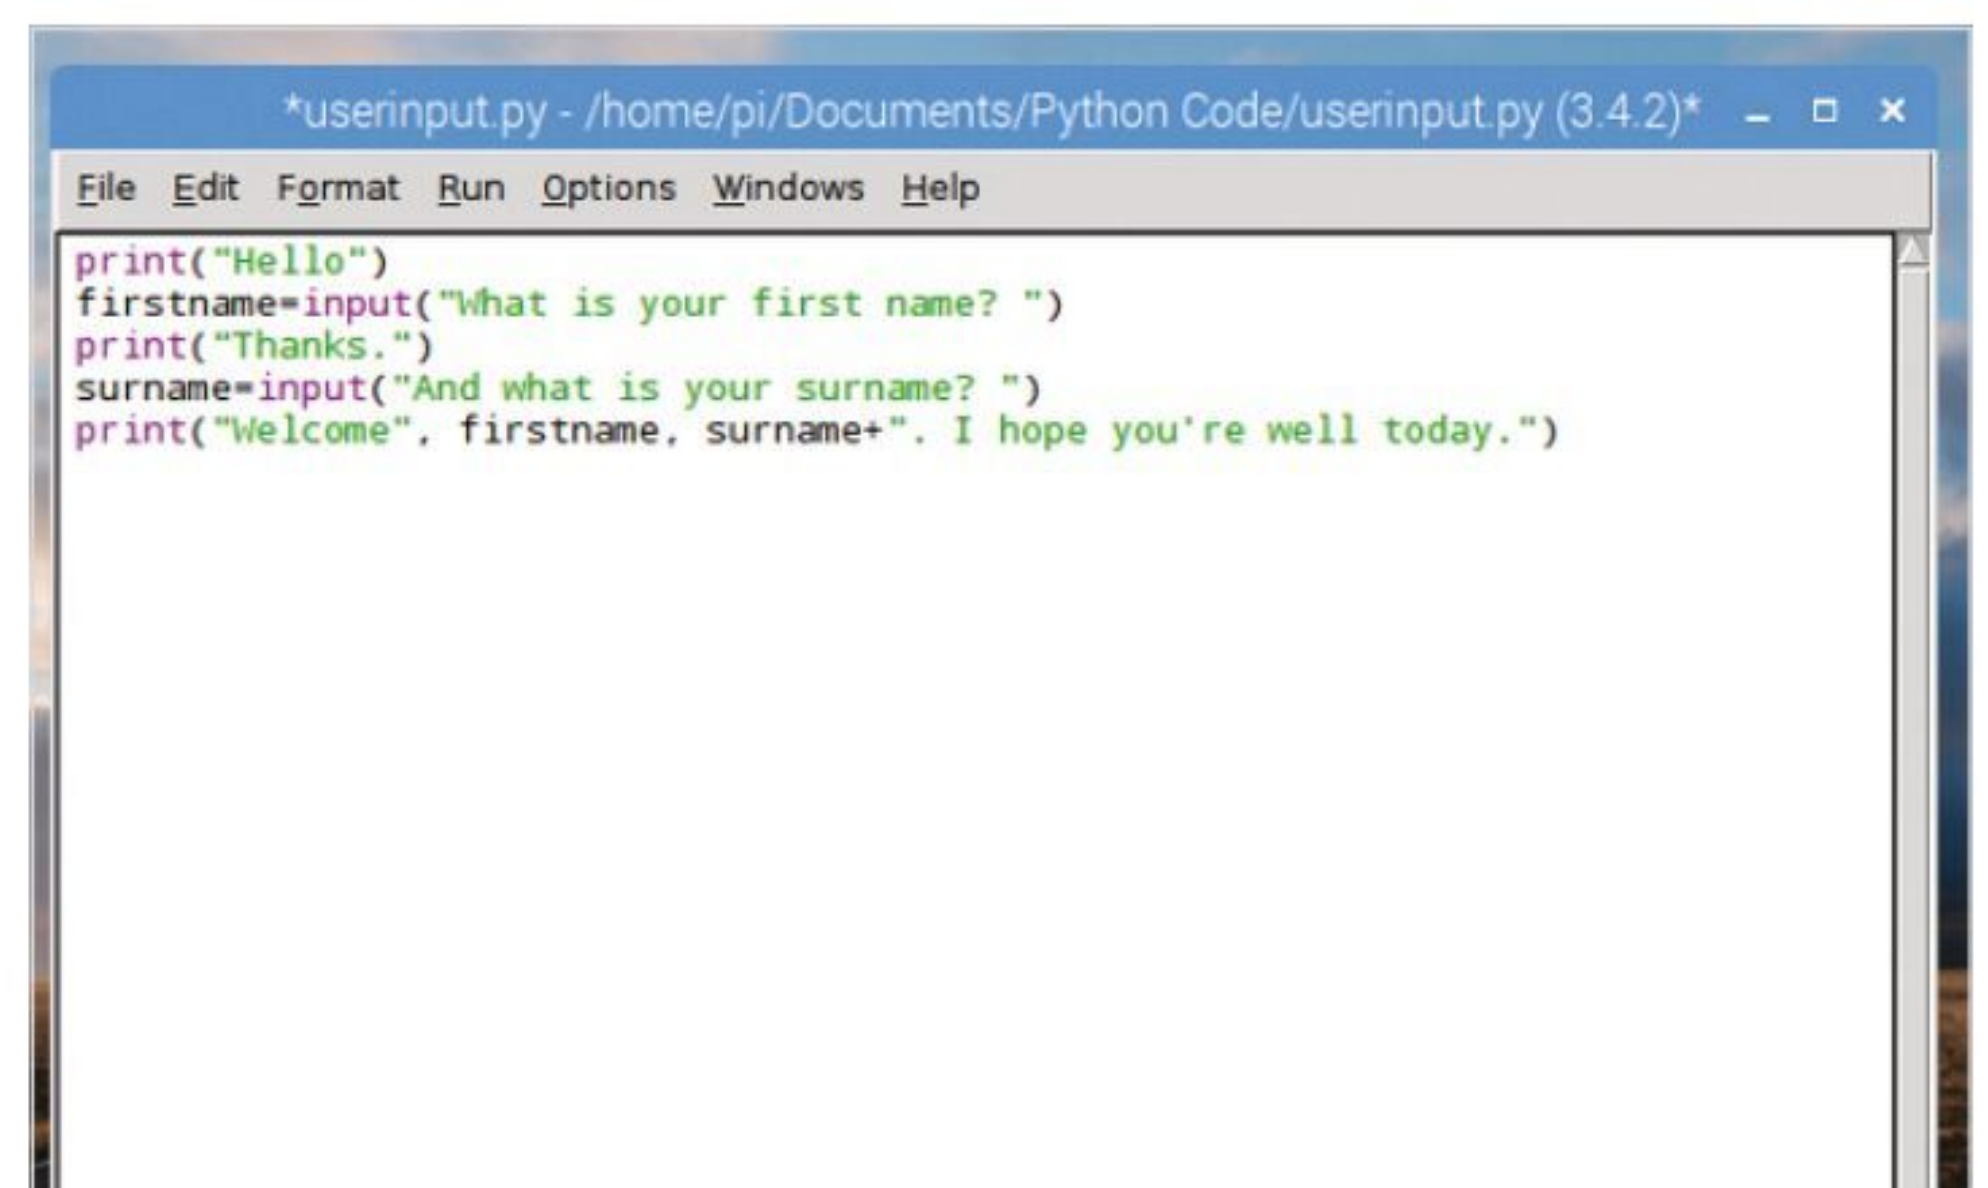 *userinput.py - /home/pi/Documents/Python Code/userinput.py (3.4.2)*
File Edit Format Run Options Windows Help
print("Hello")
firstname=input("What is your first name? ")
print("Thanks.")
surname=input("And what is your surname? ")
print("Welcome", firstname, surname+". I hope you're well today.")